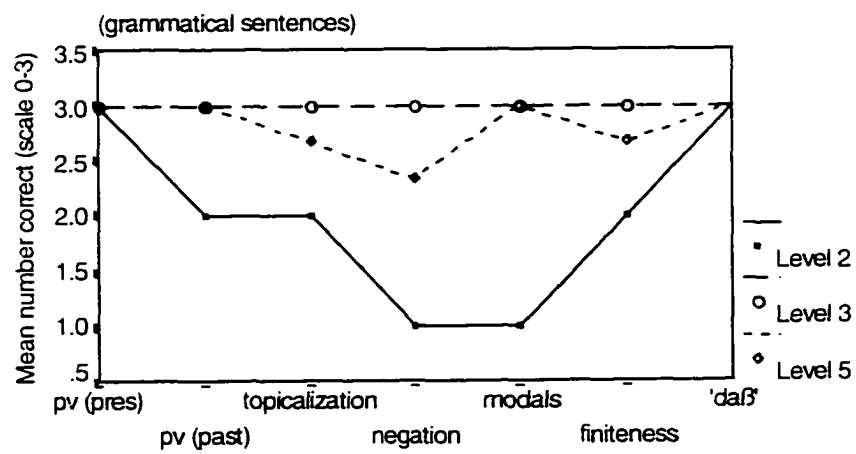 (grammatical sentences)
Mean number correct (scale 0-3)
3.5
3.0
2.5
2.0
1.5
1.0
.5
pv (pres)
pv (past)
topicalization
negation
modals
finiteness
'daß'
Level 2
Level 3
Level 5